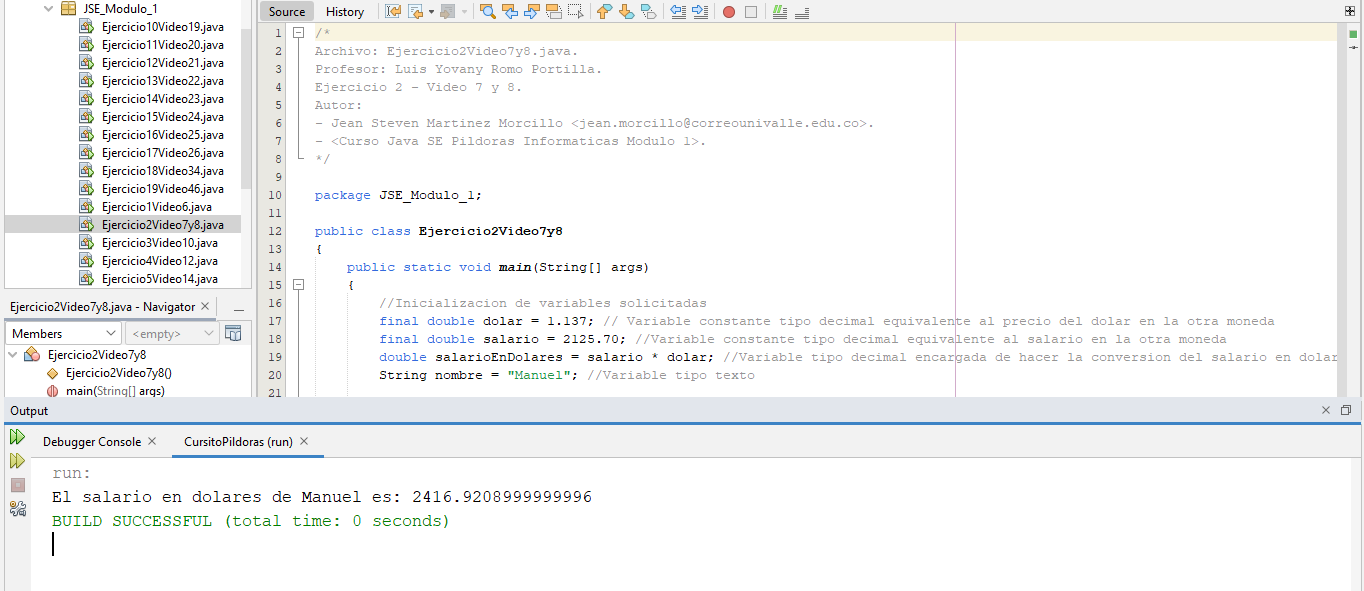 JSE_Modulo_1
Ejercicio10Video19.java
Ejercicio11Video20.java
Ejercicio12Video21.java
Ejercicio13Video22.java
Ejercicio14Video23.java
Ejercicio15Video24.java
Ejercicio16Video25.java
Ejercicio17Video26.java
Ejercicio18Video34.java
Ejercicio19Video46.java
Ejercicio1Video6.java
Ejercicio2Video7y8.java
Ejercicio3Video10.java
Ejercicio4Video12.java
Ejercicio5Video14.java
Ejercicio2Video7y8.java - Navigator
Members <empty>
Ejercicio2Video7y8
Ejercicio2Video7y8()
main(String[] args)
Source History
1 /*
2 Archivo: Ejercicio2Video7y8.java.
3 Profesor: Luis Yovany Romo Portilla.
4 Ejercicio 2 - Video 7 y 8.
5 Autor:
6 - Jean Steven Martinez Morcillo <jean.morcillo@correounivalle.edu.co>.
7 - <Curso Java SE Pildoras Informaticas Modulo 1>.
8 */
9
10 package JSE_Modulo_1;
11
12 public class Ejercicio2Video7y8
13 {
14 public static void main(String[] args)
15 {
16 //Inicializacion de variables solicitadas
17 final double dolar = 1.137; // Variable constante tipo decimal equivalente al precio del dolar en la otra moneda
18 final double salario = 2125.70; //Variable constante tipo decimal equivalente al salario en la otra moneda
19 double salarioEnDolares = salario * dolar; //Variable tipo decimal encargada de hacer la conversion del salario en dolar
20 String nombre = "Manuel"; //Variable tipo texto
21
Output
Debugger Console CursitoPildoras (run)
run:
El salario en dolares de Manuel es: 2416.9208999999996
BUILD SUCCESSFUL (total time: 0 seconds)